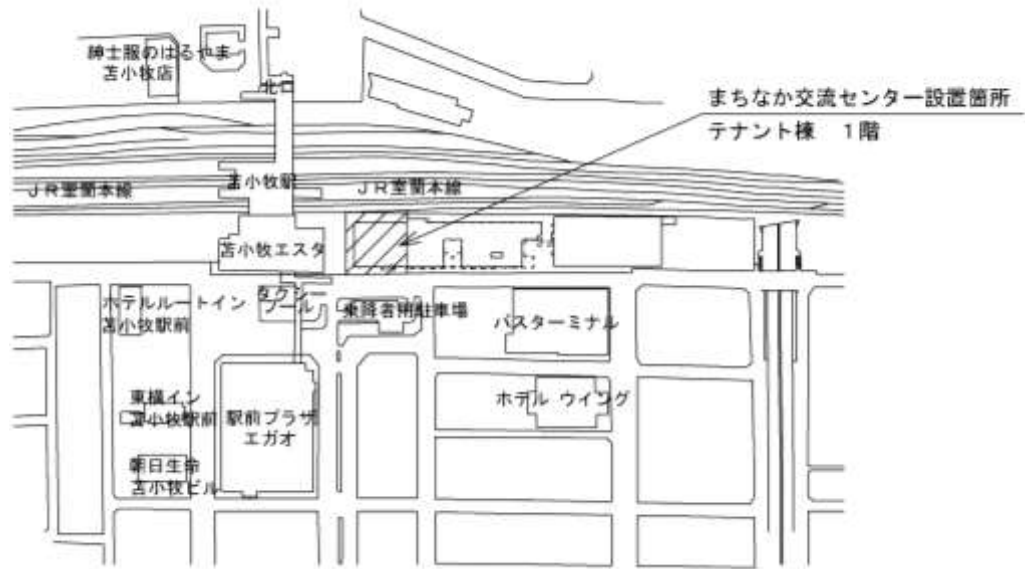 紳士服のはるやま
苫小牧店
北口
まちなか交流センター設置箇所
テナント棟　１階
ＪＲ室蘭本線
苫小牧駅
ＪＲ室蘭本線
苫小牧エスタ
タクシー
プール
ホテルルートイン
苫小牧駅前
乗降者用駐車場
バスターミナル
東横イン
苫小牧駅前
駅前プラザ
エガオ
ホテル ウイング
朝日生命
苫小牧ビル